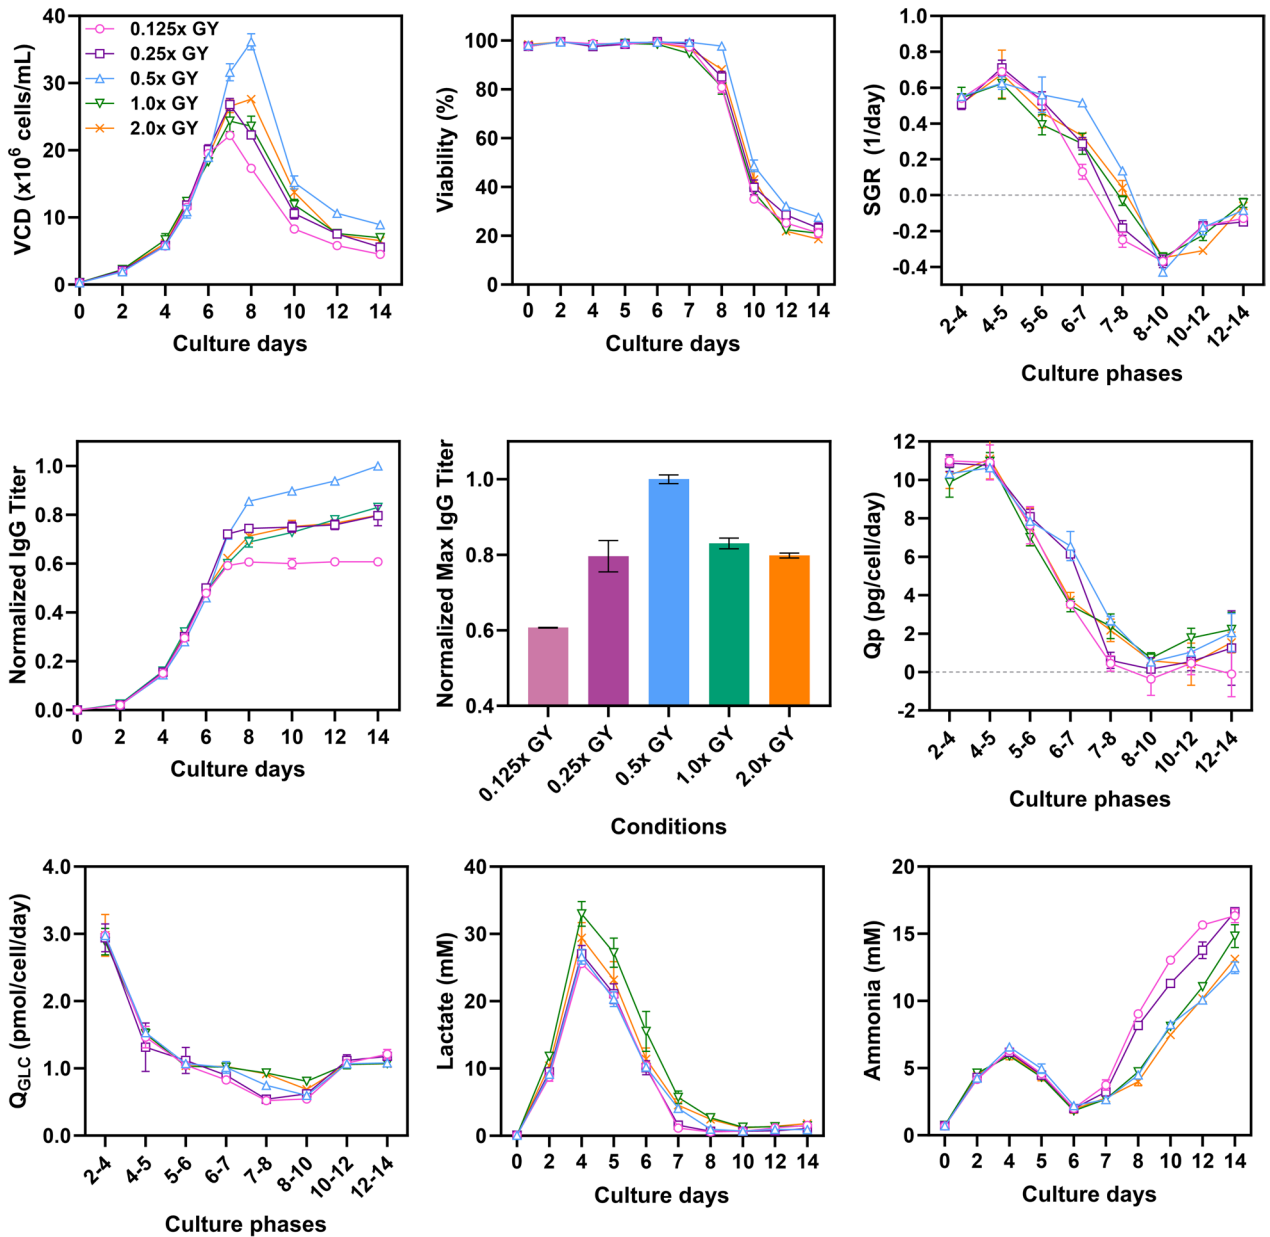 VCD (x10⁶ cells/mL)
40
30
20
10
0
0.125x GY
0.25x GY
0.5x GY
1.0x GY
2.0x GY
0 2 4 6 8 10 12 14
Culture days
Viability (%)
100
80
60
40
20
0
0 2 4 5 6 7 8 10 12 14
Culture days
SGR (1/day)
1.0
0.8
0.6
0.4
0.2
0.0
-0.2
-0.4
2-4 4-5 5-6 6-7 7-8 8-10 10-12 12-14
Culture phases
Normalized IgG Titer
1.0
0.8
0.6
0.4
0.2
0.0
0 2 4 6 8 10 12 14
Culture days
Normalized Max IgG Titer
1.0
0.8
0.6
0.4
0.125x GY 0.25x GY 0.5x GY 1.0x GY 2.0x GY
Conditions
Qp (pg/cell/day)
12
10
8
6
4
2
0
-2
2-4 4-5 5-6 6-7 7-8 8-10 10-12 12-14
Culture phases
Q_GLC (pmol/cell/day)
4.0
3.0
2.0
1.0
0.0
2-4 4-5 5-6 6-7 7-8 8-10 10-12 12-14
Culture phases
Lactate (mM)
40
30
20
10
0
0 2 4 5 6 7 8 10 12 14
Culture days
Ammonia (mM)
20
15
10
5
0
0 2 4 5 6 7 8 10 12 14
Culture days